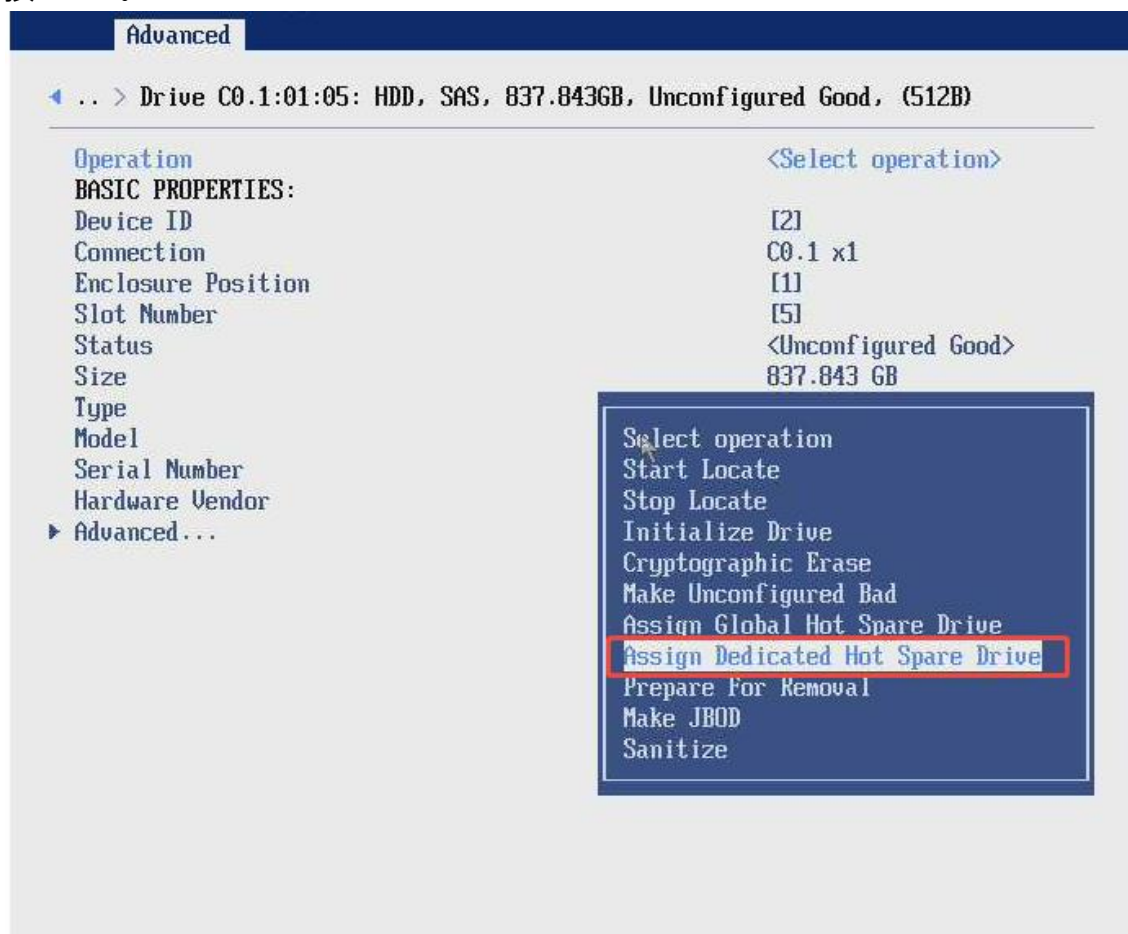 Advanced
.. > Drive C0.1:01:05: HDD, SAS, 837.843GB, Unconfigured Good, (512B)
Operation <Select operation>
BASIC PROPERTIES:
Device ID [2]
Connection C0.1 x1
Enclosure Position [1]
Slot Number [5]
Status <Unconfigured Good>
Size 837.843 GB
Type
Model
Serial Number
Hardware Vendor
Advanced...
Select operation
Start Locate
Stop Locate
Initialize Drive
Cryptographic Erase
Make Unconfigured Bad
Assign Global Hot Spare Drive
Assign Dedicated Hot Spare Drive
Prepare For Removal
Make JBOD
Sanitize